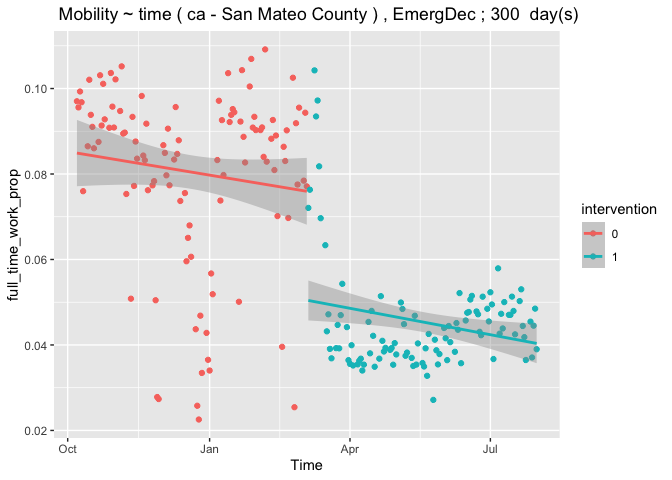 Mobility ~ time ( ca - San Mateo County ) , EmergDec ; 300 day(s)
full_time_work_prop
0.10
0.08
0.06
0.04
0.02
Oct
Jan
Apr
Jul
Time
intervention
0
1